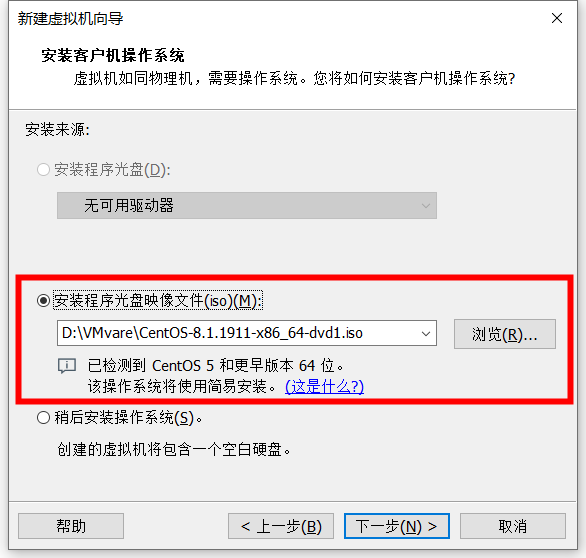 新建虚拟机向导
安装客户机操作系统
虚拟机如同物理机，需要操作系统。您将如何安装客户机操作系统?
安装来源:
安装程序光盘(D):
无可用驱动器
安装程序光盘映像文件(iso)(M):
D:\VMvare\CentOS-8.1.1911-x86_64-dvd1.iso
浏览(R)...
已检测到 CentOS 5 和更早版本 64 位。
该操作系统将使用简易安装。(这是什么?)
稍后安装操作系统(S)。
创建的虚拟机将包含一个空白硬盘。
帮助
< 上一步(B)
下一步(N) >
取消